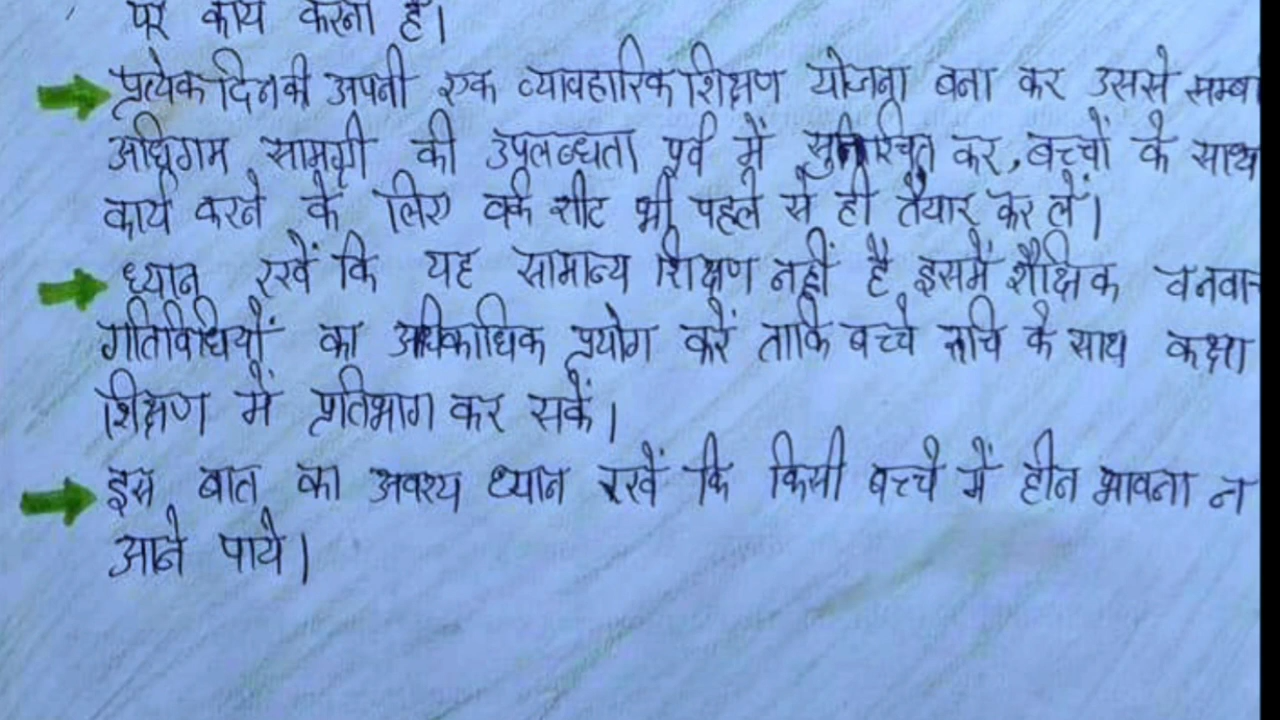 पर कार्य करना है।
प्रत्येक दिन की अपनी एक व्यावहारिक शिक्षण योजना बना कर उससे सम्ब
अधिगम सामग्री की उपलब्धता पूर्व में सुनिश्चित कर, बच्चों के साथ
कार्य करने के लिए वर्क शीट भी पहले से ही तैयार कर लें।
ध्यान रखें कि यह सामान्य शिक्षण नहीं है, इसमें शैक्षिक
गतिविधियों का अधिकाधिक प्रयोग करें ताकि बच्चे रूचि के साथ कक्षा
शिक्षण में प्रतिभाग कर सकें।
इस बात का अवश्य ध्यान रखें कि किसी बच्चे में हीन भावना न
आने पाये।